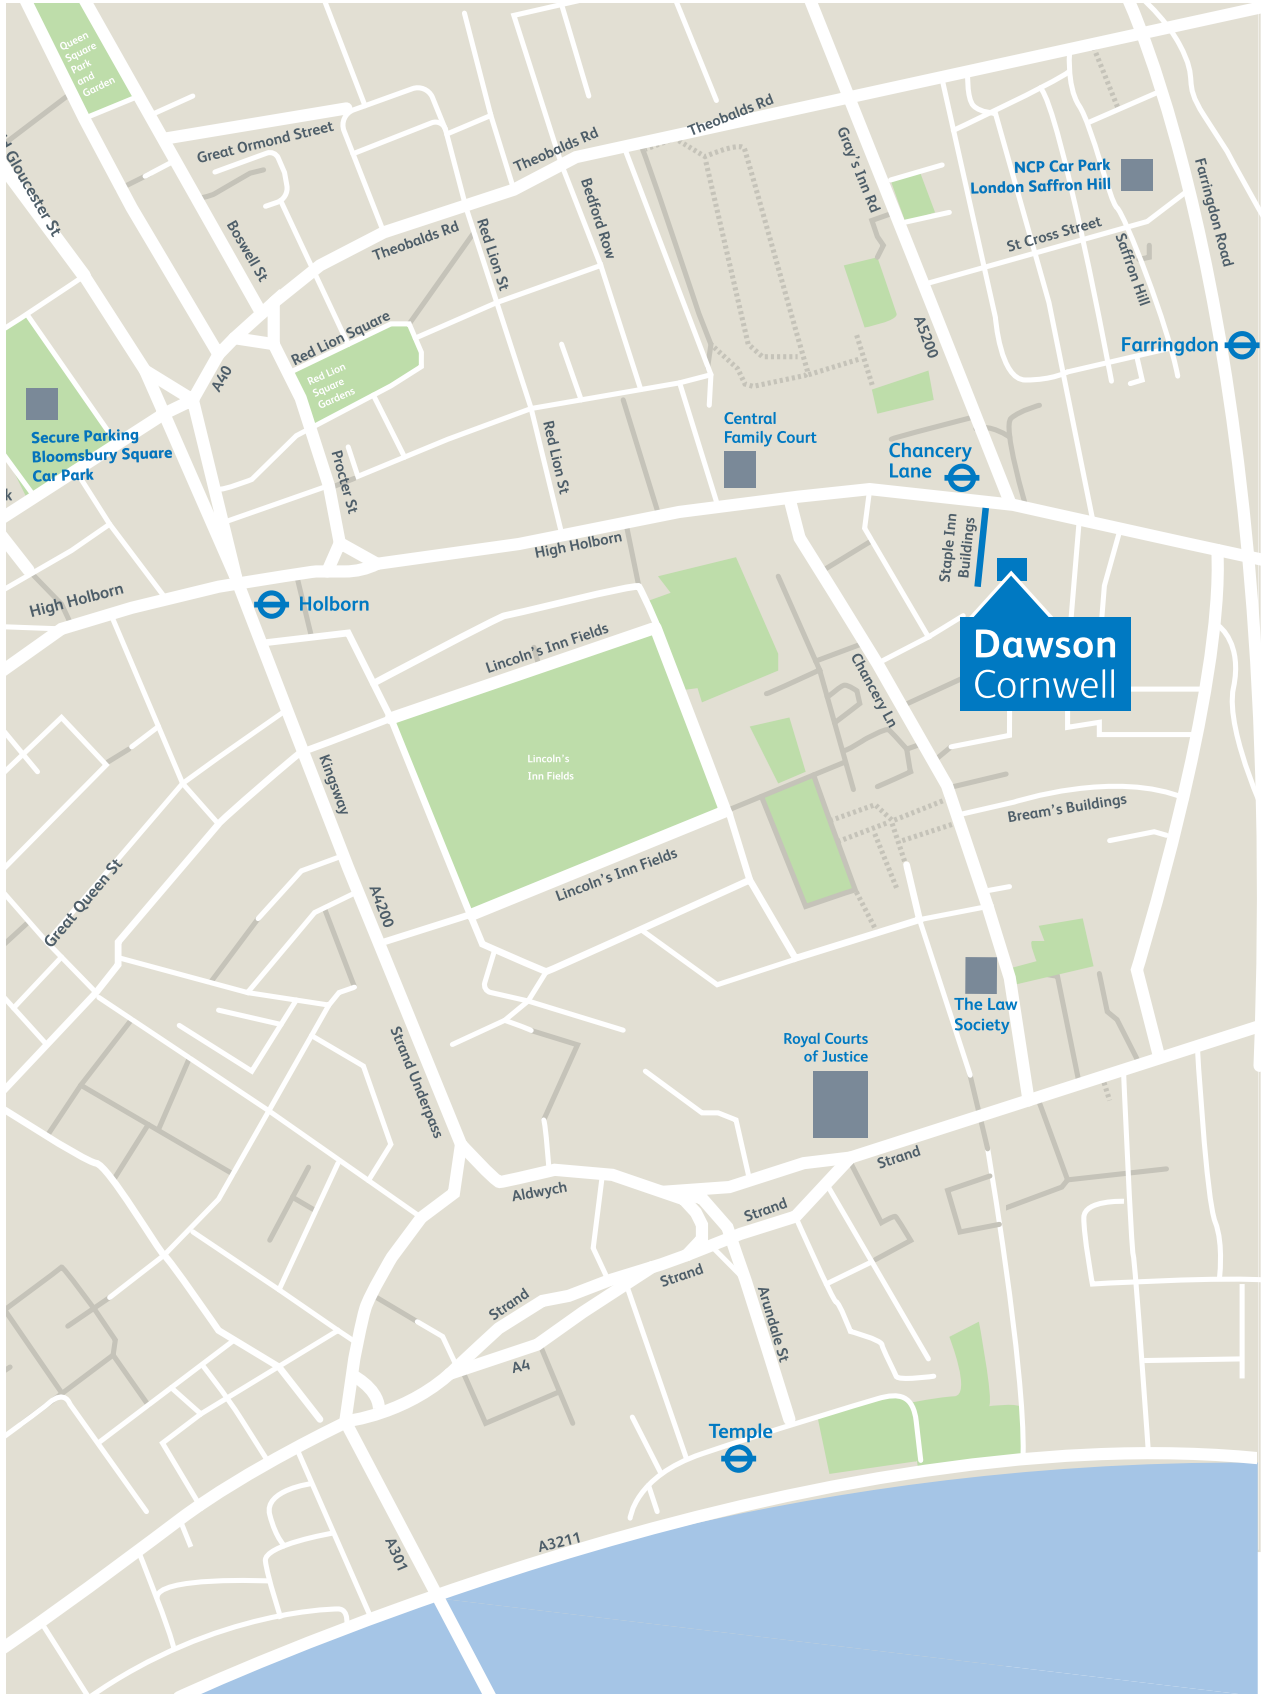 Queen
Square
Park
and
Garden
Great Ormond Street
Theobalds Rd
Theobalds Rd
Theobalds Rd
Gloucester St
Boswell St
Bedford Row
Red Lion St
Gray's Inn Rd
NCP Car Park
London Saffron Hill
Farringdon Road
St Cross Street
Saffron Hill
Farringdon
A5200
Red Lion Square
Red Lion
Square
Gardens
A40
Secure Parking
Bloomsbury Square
Car Park
k
Procter St
Red Lion St
Central
Family Court
Chancery
Lane
Staple Inn
Buildings
High Holborn
High Holborn
Holborn
Dawson
Cornwell
Lincoln's Inn Fields
Chancery Ln
Lincoln's
Inn Fields
Kingsway
Bream's Buildings
Lincoln's Inn Fields
Great Queen St
A4200
The Law
Society
Royal Courts
of Justice
Strand Underpass
Strand
Aldwych
Strand
Strand
Strand
Arundale St
A4
Temple
A3211
A301